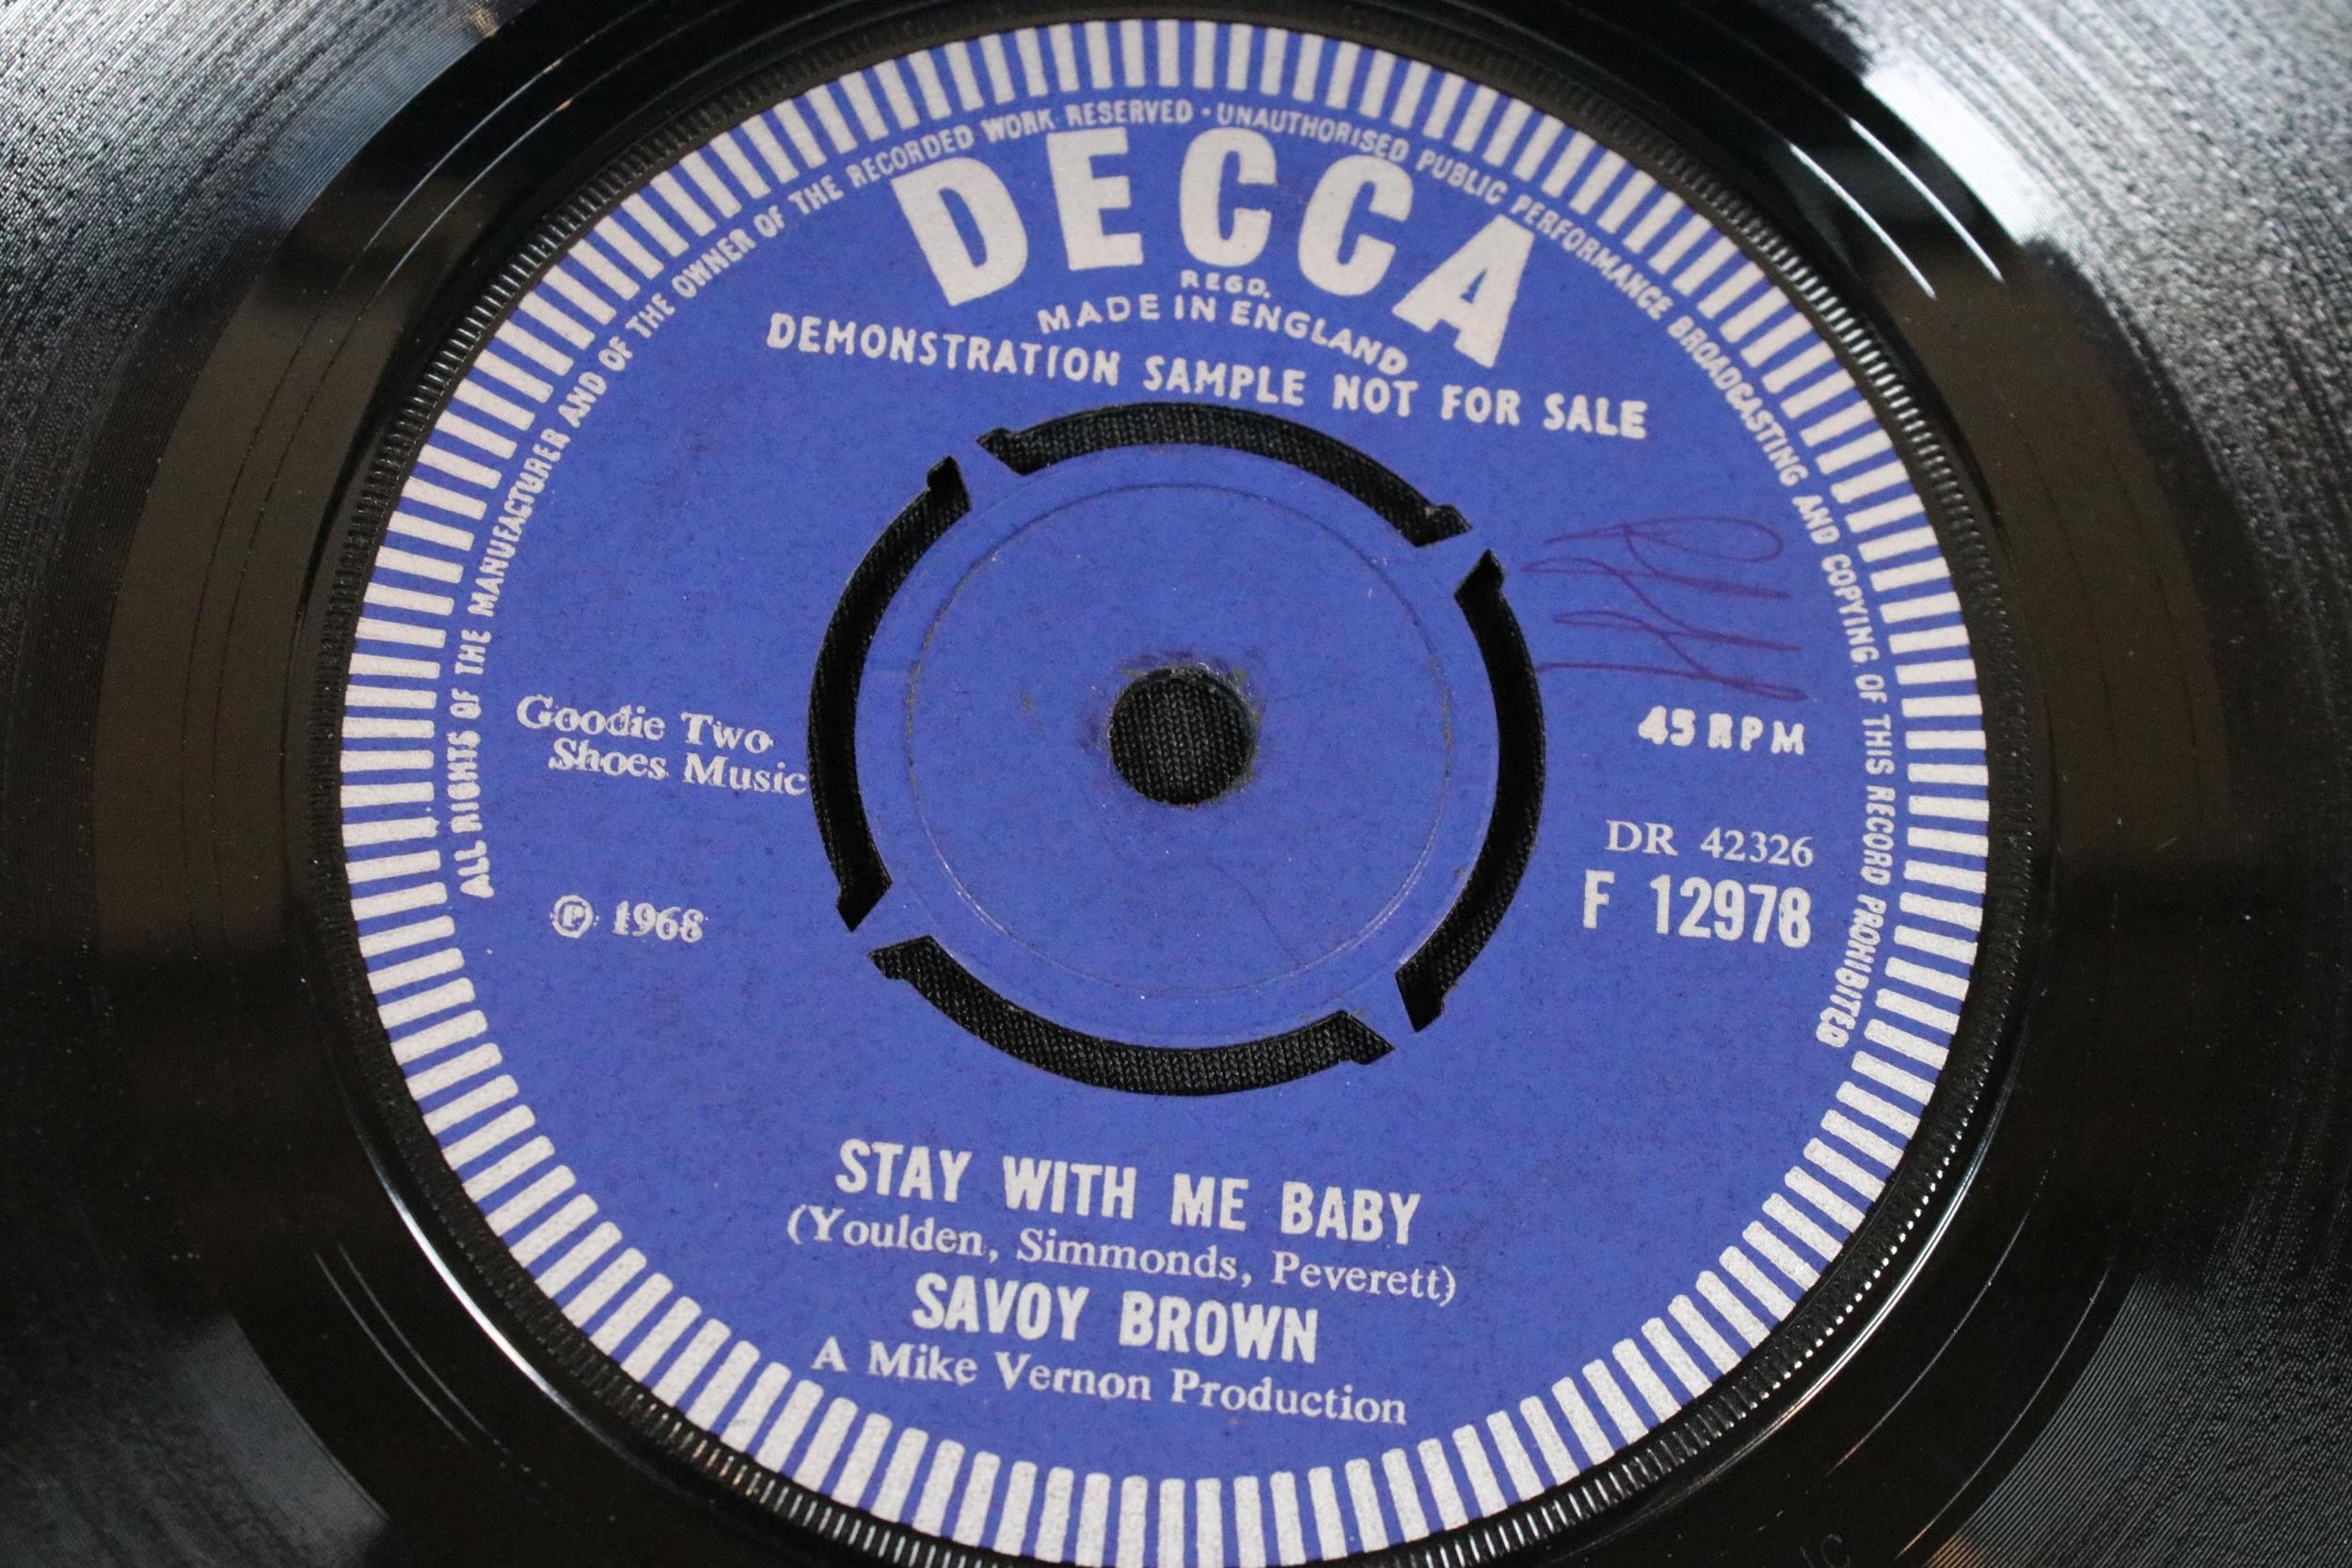 ALL RIGHTS OF THE MANUFACTURER AND OF THE OWNER OF THE RECORDED WORK RESERVED · UNAUTHORISED PUBLIC PERFORMANCE BROADCASTING AND COPYING OF THIS RECORD PROHIBITED
DECCA
REGD.
MADE IN ENGLAND
DEMONSTRATION SAMPLE NOT FOR SALE
Goodie Two
Shoes Music
45 RPM
DR 42326
F 12978
℗ 1968
STAY WITH ME BABY
(Youlden, Simmonds, Peverett)
SAVOY BROWN
A Mike Vernon Production